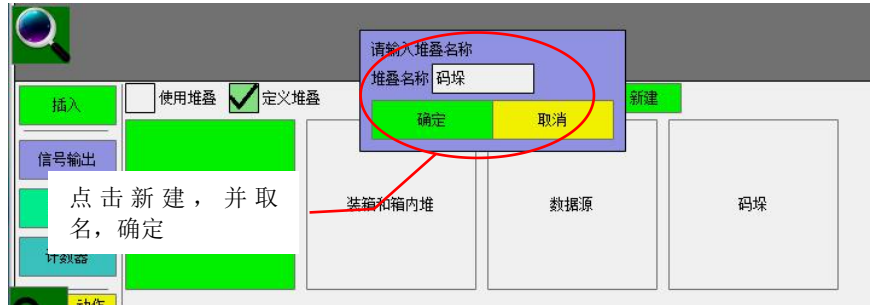 请输入堆叠名称
堆叠名称 码垛
确定 取消
插入 使用堆叠 定义堆叠 新建
信号输出
装箱和箱内堆 数据源 码垛
点击新建，并取
名，确定
计数器
动作